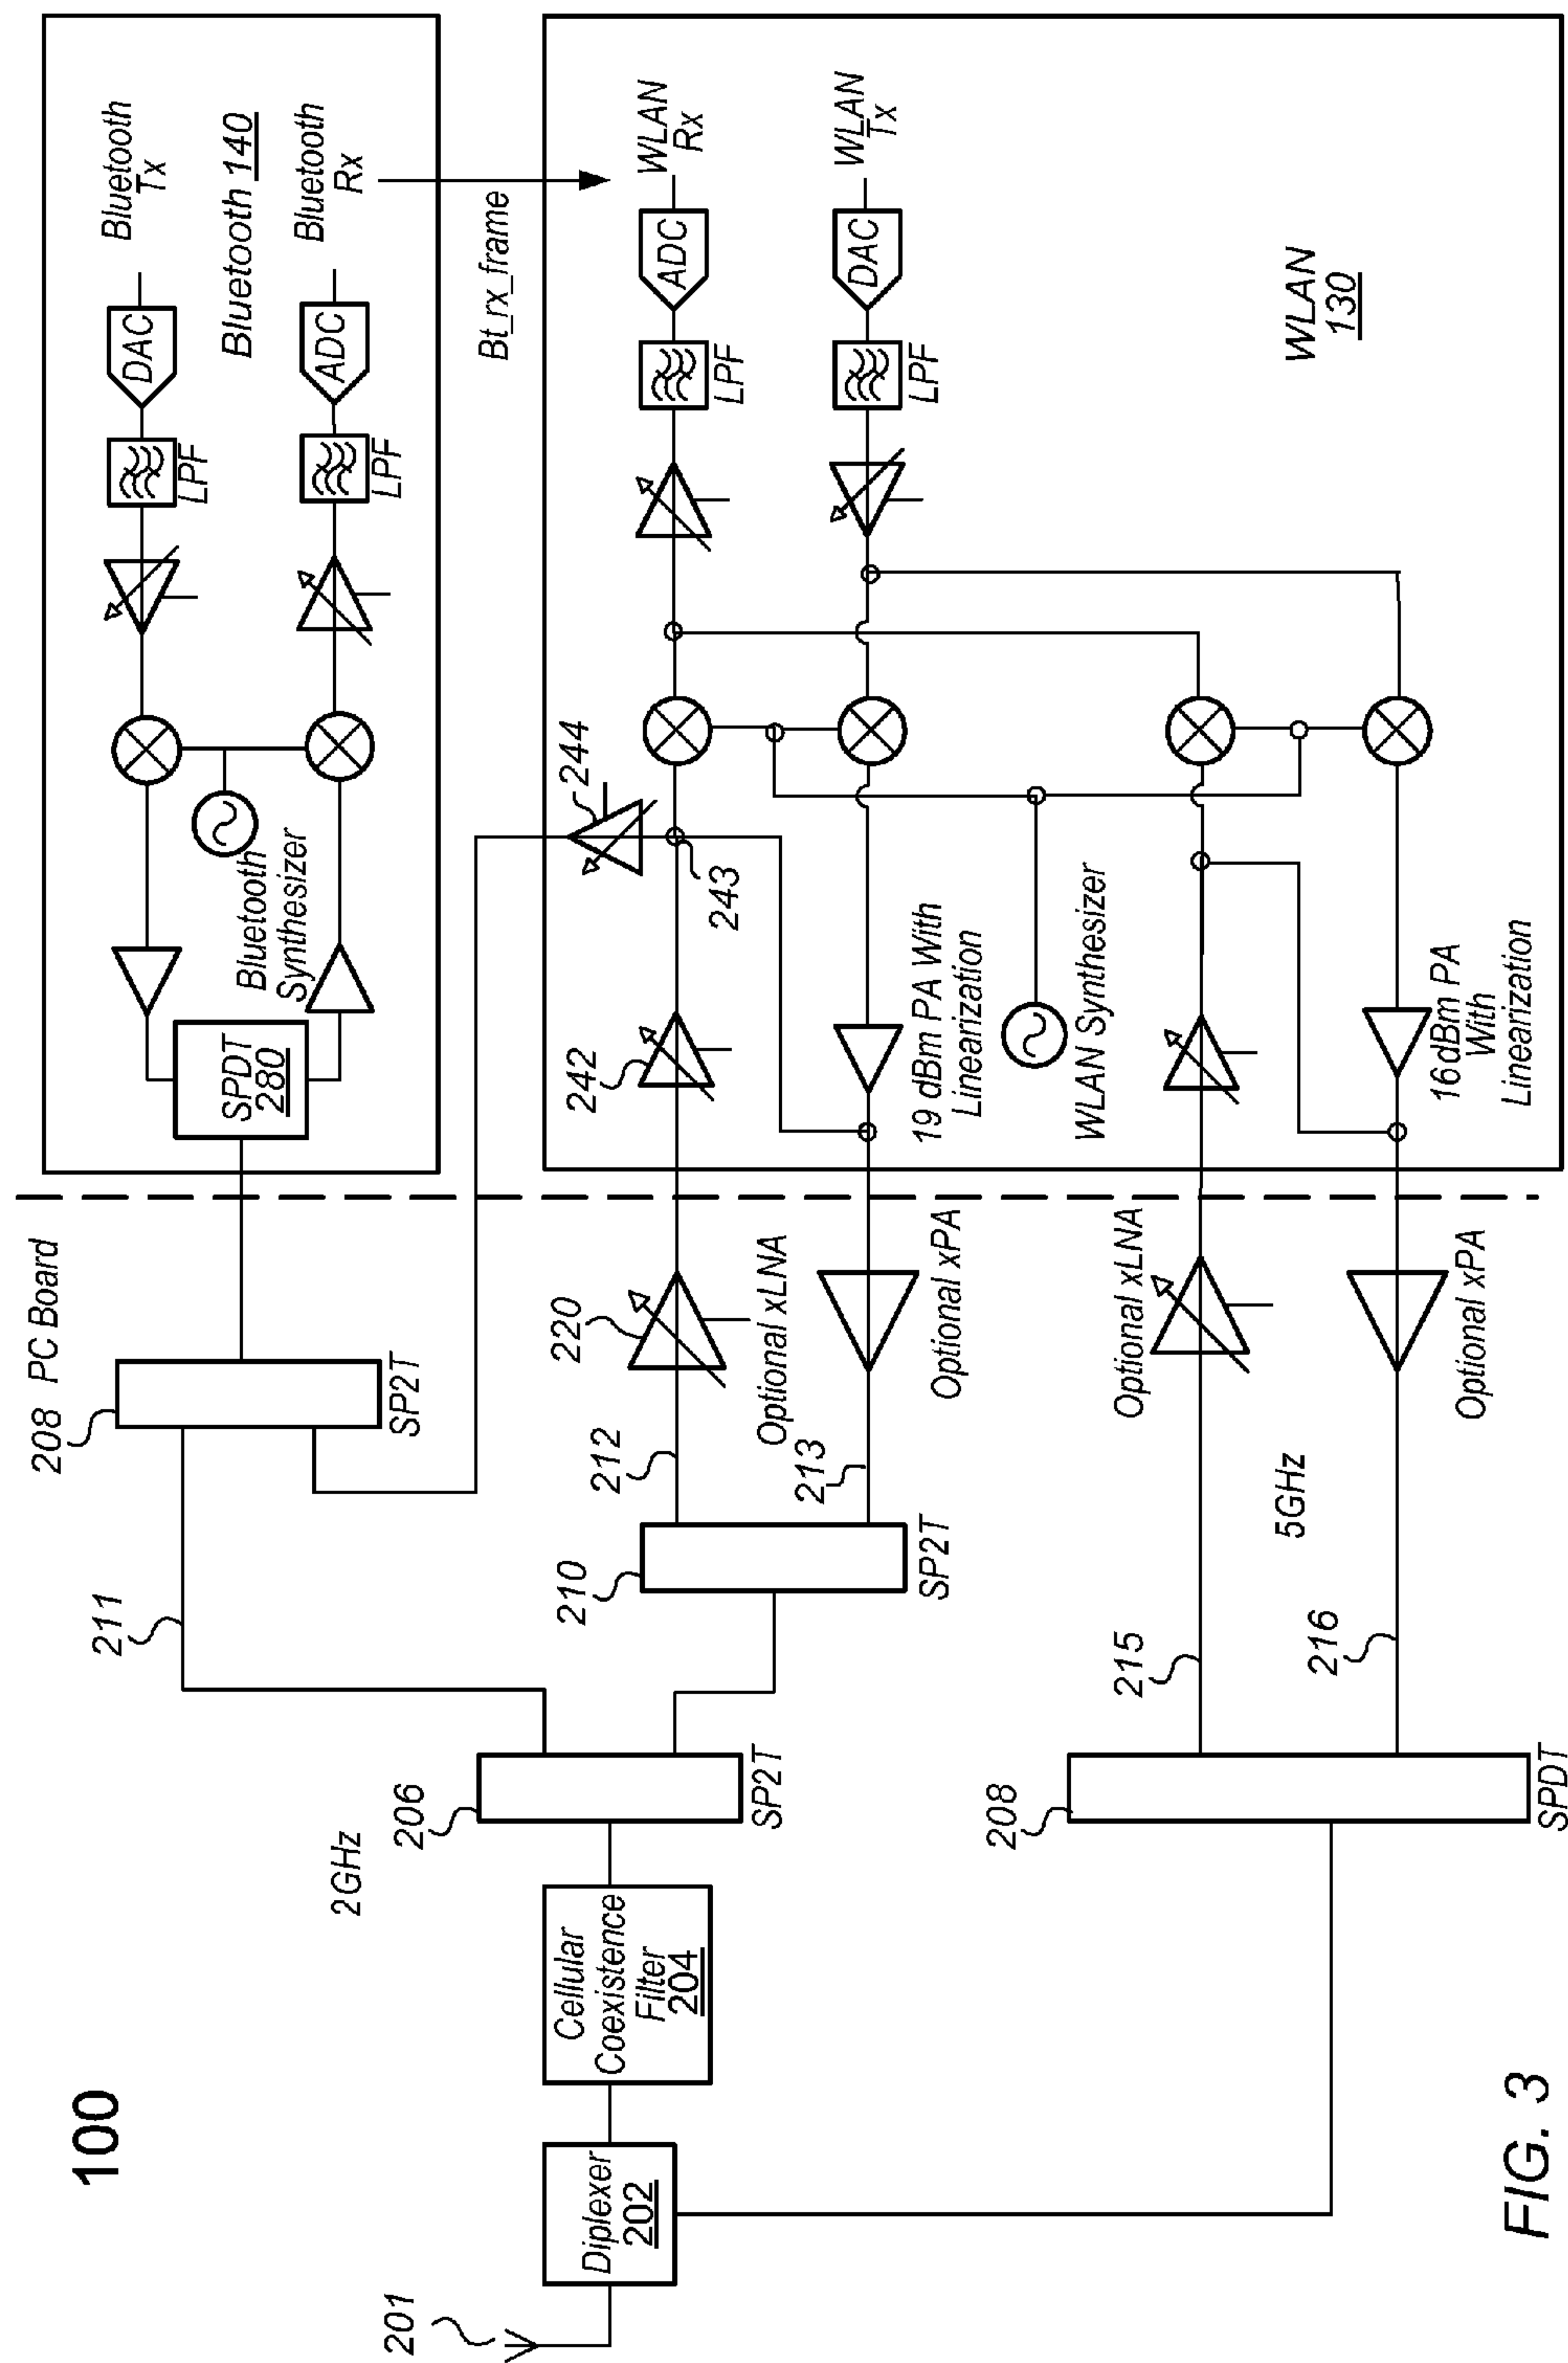 100
201
Diplexer
202
Cellular
Coexistence
Filter
204
2GHz
206
SP2T
208
SPDT
211
210
SP2T
212
213
215
216
5GHz
208
PC Board
SP2T
220
Optional xLNA
Optional xPA
Optional xLNA
Optional xPA
SPDT
280
Bluetooth
Synthesizer
LPF
DAC
Bluetooth
Tx
Bluetooth 140
LPF
ADC
Bluetooth
Rx
Bt_rx_frame
242
243
244
19 dBm PA With
Linearization
WLAN Synthesizer
16dBm PA
With
Linearization
LPF
ADC
WLAN
Rx
LPF
DAC
WLAN
Tx
WLAN
130
FIG. 3